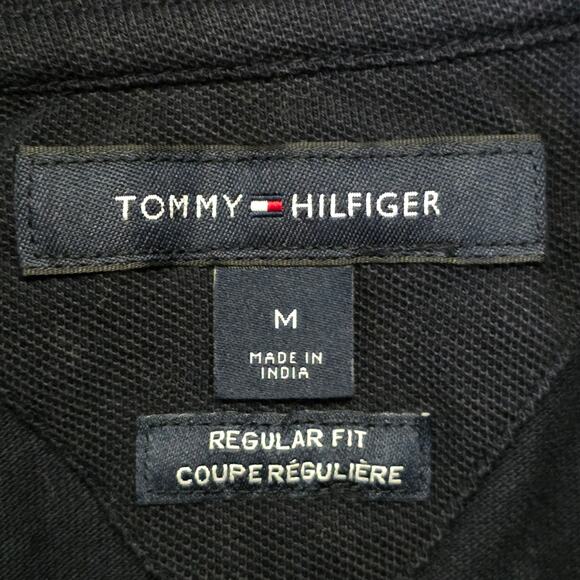 TOMMY HILFIGER
M
MADE IN
INDIA
REGULAR FIT
COUPE RÉGULIÈRE